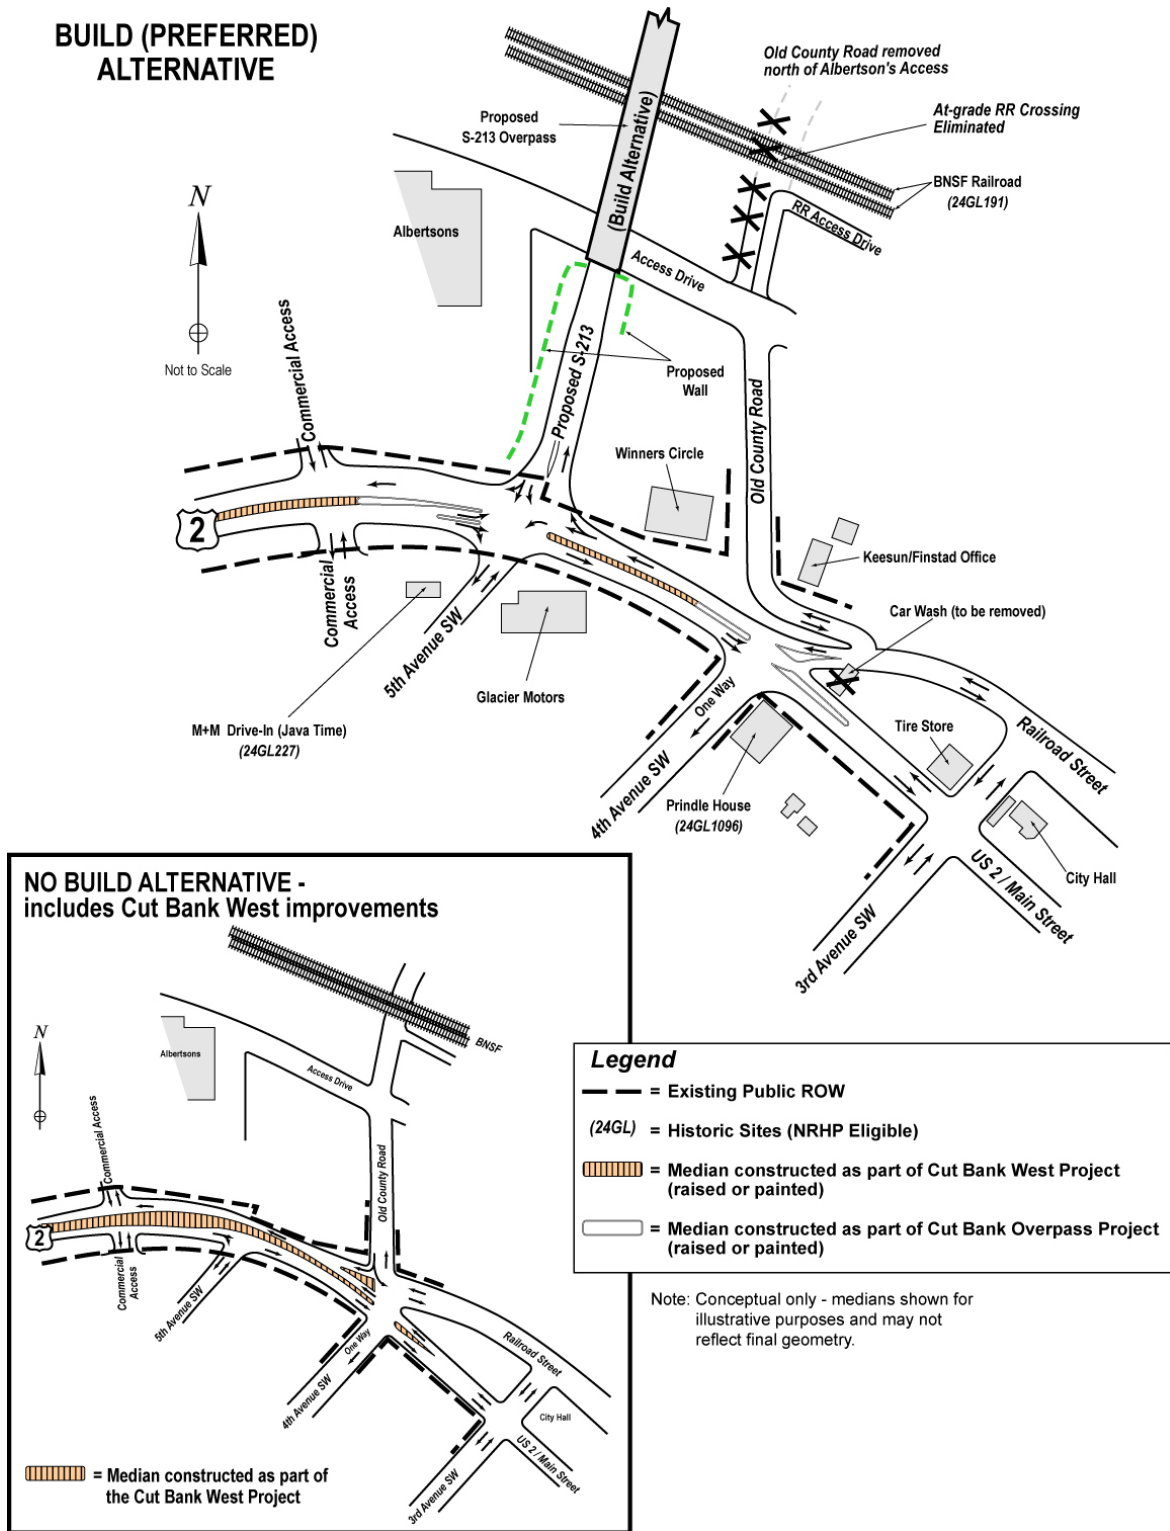 BUILD (PREFERRED)
ALTERNATIVE
Old County Road removed
north of Albertson's Access
Proposed
S-213 Overpass
(Build Alternative)
At-grade RR Crossing
Eliminated
BNSF Railroad
(24GL191)
N
Albertsons
RR Access Drive
Access Drive
Not to Scale
Commercial Access
Proposed S-213
Proposed
Wall
Old County Road
Winners Circle
2
Keesun/Finstad Office
Commercial
Access
Car Wash (to be removed)
5th Avenue SW
Glacier Motors
One Way
M+M Drive-In (Java Time)
(24GL227)
Tire Store
Railroad Street
4th Avenue SW
Prindle House
(24GL1096)
City Hall
US 2 / Main Street
3rd Avenue SW
NO BUILD ALTERNATIVE -
includes Cut Bank West improvements
N
BNSF
Albertsons
Access Drive
Commercial Access
Old County Road
2
Commercial
Access
5th Avenue SW
One Way
Railroad Street
4th Avenue SW
City Hall
US 2 / Main Street
3rd Avenue SW
= Median constructed as part of
the Cut Bank West Project
Legend
= Existing Public ROW
(24GL) = Historic Sites (NRHP Eligible)
= Median constructed as part of Cut Bank West Project
(raised or painted)
= Median constructed as part of Cut Bank Overpass Project
(raised or painted)
Note: Conceptual only - medians shown for
illustrative purposes and may not
reflect final geometry.